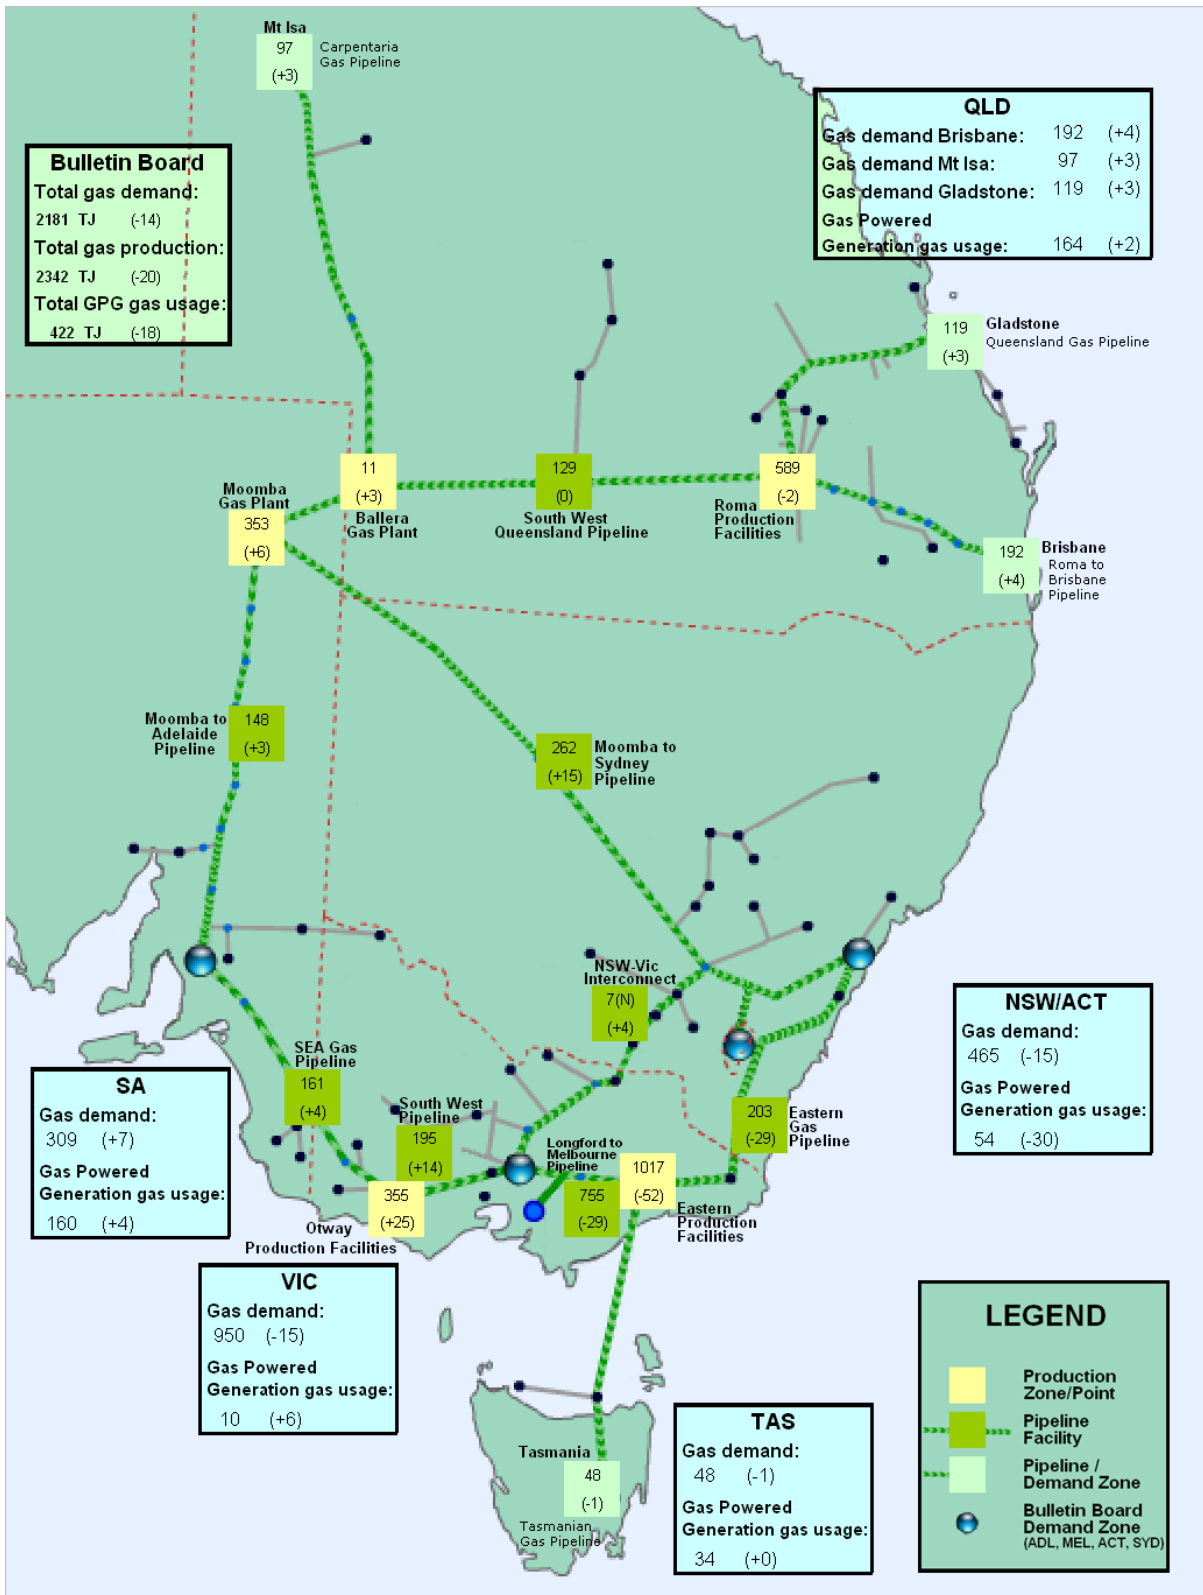 Mt Isa
97
(+3)
Carpentaria
Gas Pipeline
QLD
Gas demand Brisbane: 192 (+4)
Gas demand Mt Isa: 97 (+3)
Gas demand Gladstone: 119 (+3)
Gas Powered
Generation gas usage: 164 (+2)
Bulletin Board
Total gas demand:
2181 TJ (-14)
Total gas production:
2342 TJ (-20)
Total GPG gas usage:
422 TJ (-18)
119
(+3)
Gladstone
Queensland Gas Pipeline
11
(+3)
Ballera
Gas Plant
129
(0)
South West
Queensland Pipeline
589
(-2)
Roma
Production
Facilities
Moomba
Gas Plant
353
(+6)
192
(+4)
Brisbane
Roma to
Brisbane
Pipeline
Moomba to
Adelaide
Pipeline
148
(+3)
262
(+15)
Moomba to
Sydney
Pipeline
NSW-Vic
Interconnect
7(N)
(+4)
NSW/ACT
Gas demand:
465 (-15)
Gas Powered
Generation gas usage:
54 (-30)
SEA Gas
Pipeline
161
(+4)
SA
Gas demand:
309 (+7)
Gas Powered
Generation gas usage:
160 (+4)
South West
Pipeline
195
(+14)
203
(-29)
Eastern
Gas
Pipeline
Longford to
Melbourne
Pipeline
755
(-29)
1017
(-52)
Eastern
Production
Facilities
355
(+25)
Otway
Production Facilities
VIC
Gas demand:
950 (-15)
Gas Powered
Generation gas usage:
10 (+6)
Tasmania
48
(-1)
Tasmanian
Gas Pipeline
TAS
Gas demand:
48 (-1)
Gas Powered
Generation gas usage:
34 (+0)
LEGEND
Production
Zone/Point
Pipeline
Facility
Pipeline /
Demand Zone
Bulletin Board
Demand Zone
(ADL, MEL, ACT, SYD)